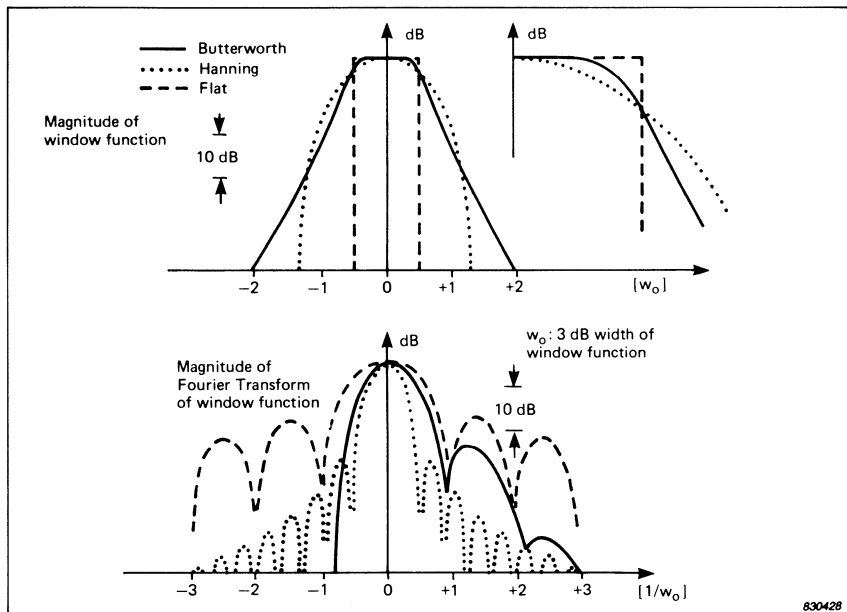 dB
dB
Butterworth
Hanning
Flat
Magnitude of
window function
10 dB
−2
−1
0
+1
+2
[w₀]
dB
w₀ : 3 dB width of
window function
Magnitude of
Fourier Transform
of window function
10 dB
−3
−2
−1
0
+1
+2
+3
[1/w₀]
830428